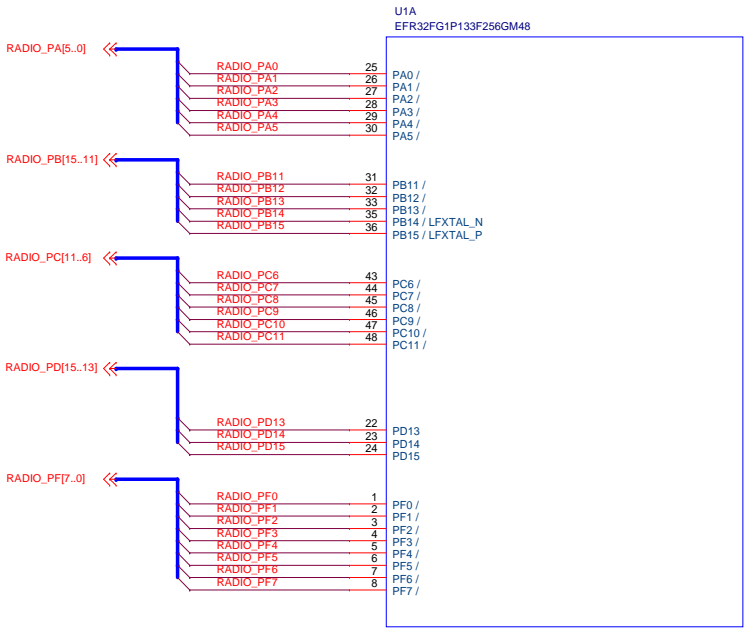 U1A
EFR32FG1P133F256GM48
RADIO_PA[5..0]
RADIO_PA0 25 PA0 /
RADIO_PA1 26 PA1 /
RADIO_PA2 27 PA2 /
RADIO_PA3 28 PA3 /
RADIO_PA4 29 PA4 /
RADIO_PA5 30 PA5 /
RADIO_PB[15..11]
RADIO_PB11 31 PB11 /
RADIO_PB12 32 PB12 /
RADIO_PB13 33 PB13 /
RADIO_PB14 35 PB14 / LFXTAL_N
RADIO_PB15 36 PB15 / LFXTAL_P
RADIO_PC[11..6]
RADIO_PC6 43 PC6 /
RADIO_PC7 44 PC7 /
RADIO_PC8 45 PC8 /
RADIO_PC9 46 PC9 /
RADIO_PC10 47 PC10 /
RADIO_PC11 48 PC11 /
RADIO_PD[15..13]
RADIO_PD13 22 PD13
RADIO_PD14 23 PD14
RADIO_PD15 24 PD15
RADIO_PF[7..0]
RADIO_PF0 1 PF0 /
RADIO_PF1 2 PF1 /
RADIO_PF2 3 PF2 /
RADIO_PF3 4 PF3 /
RADIO_PF4 5 PF4 /
RADIO_PF5 6 PF5 /
RADIO_PF6 7 PF6 /
RADIO_PF7 8 PF7 /